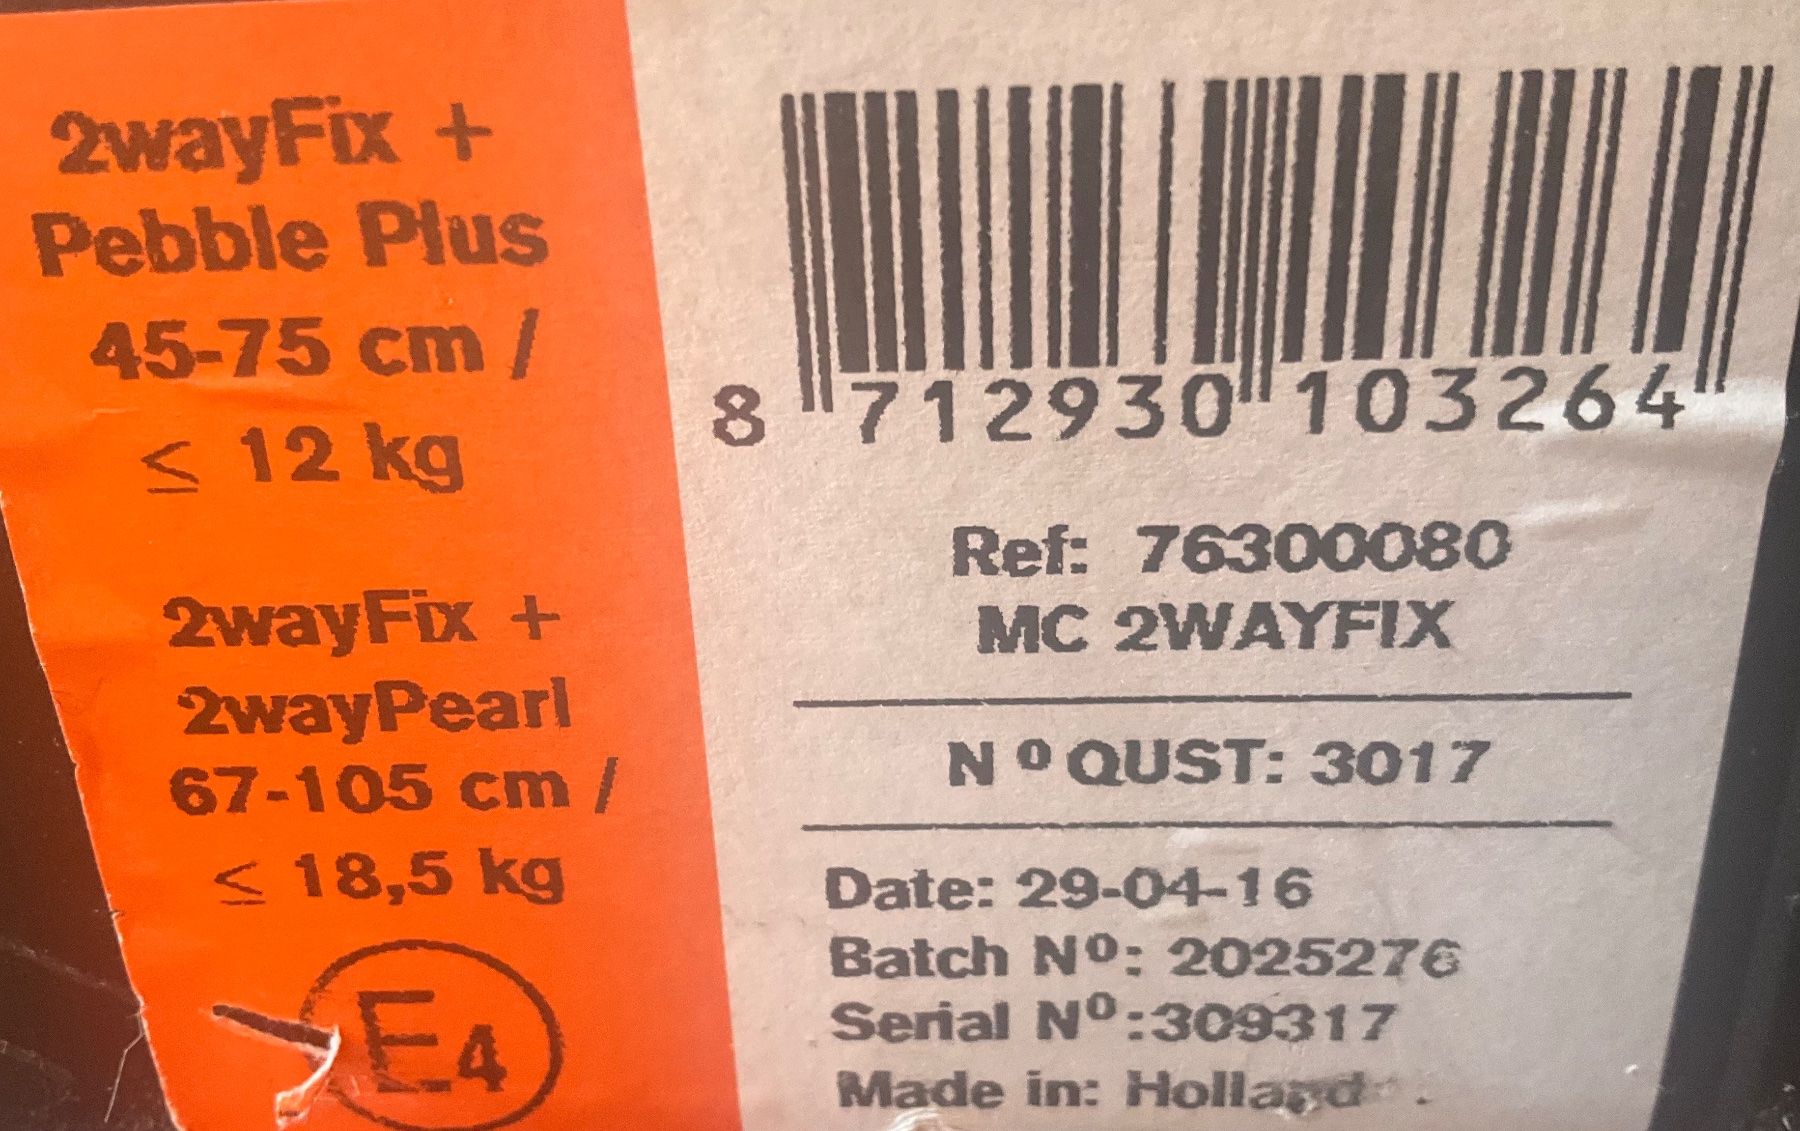 2wayFix +
Pebble Plus
45-75 cm /
≤ 12 kg
2wayFix +
2wayPearl
67-105 cm /
≤ 18,5 kg
E4
8 712930 103264
Ref: 76300080
MC 2WAYFIX
Nº QUST: 3017
Date: 29-04-16
Batch Nº: 2025276
Serial Nº:309317
Made in: Holland